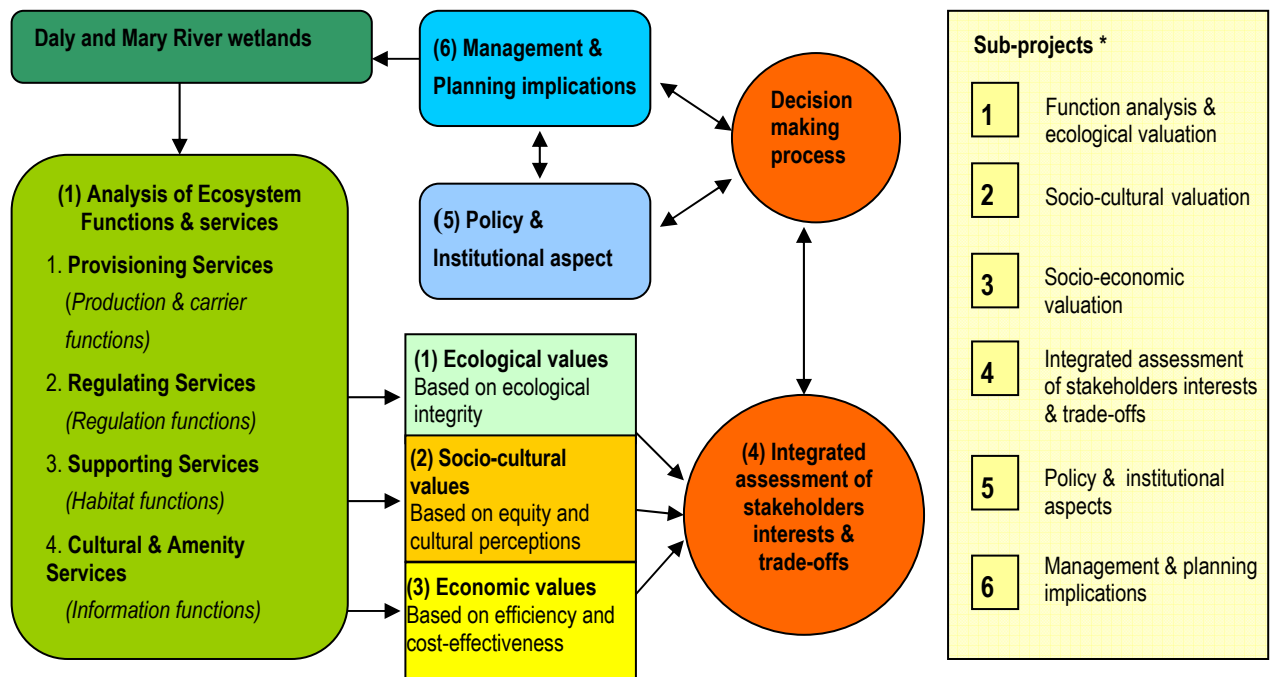 Daly and Mary River wetlands
(6) Management &
Planning implications
Decision
making
process
(5) Policy &
Institutional aspect
(1) Analysis of Ecosystem
Functions & services
1. Provisioning Services
(Production & carrier
functions)
2. Regulating Services
(Regulation functions)
3. Supporting Services
(Habitat functions)
4. Cultural & Amenity
Services
(Information functions)
(1) Ecological values
Based on ecological
integrity
(2) Socio-cultural
values
Based on equity and
cultural perceptions
(3) Economic values
Based on efficiency and
cost-effectiveness
(4) Integrated
assessment of
stakeholders
interests &
trade-offs
Sub-projects *
1
Function analysis &
ecological valuation
2
Socio-cultural valuation
3
Socio-economic
valuation
4
Integrated assessment
of stakeholders interests
& trade-offs
5
Policy & institutional
aspects
6
Management & planning
implications